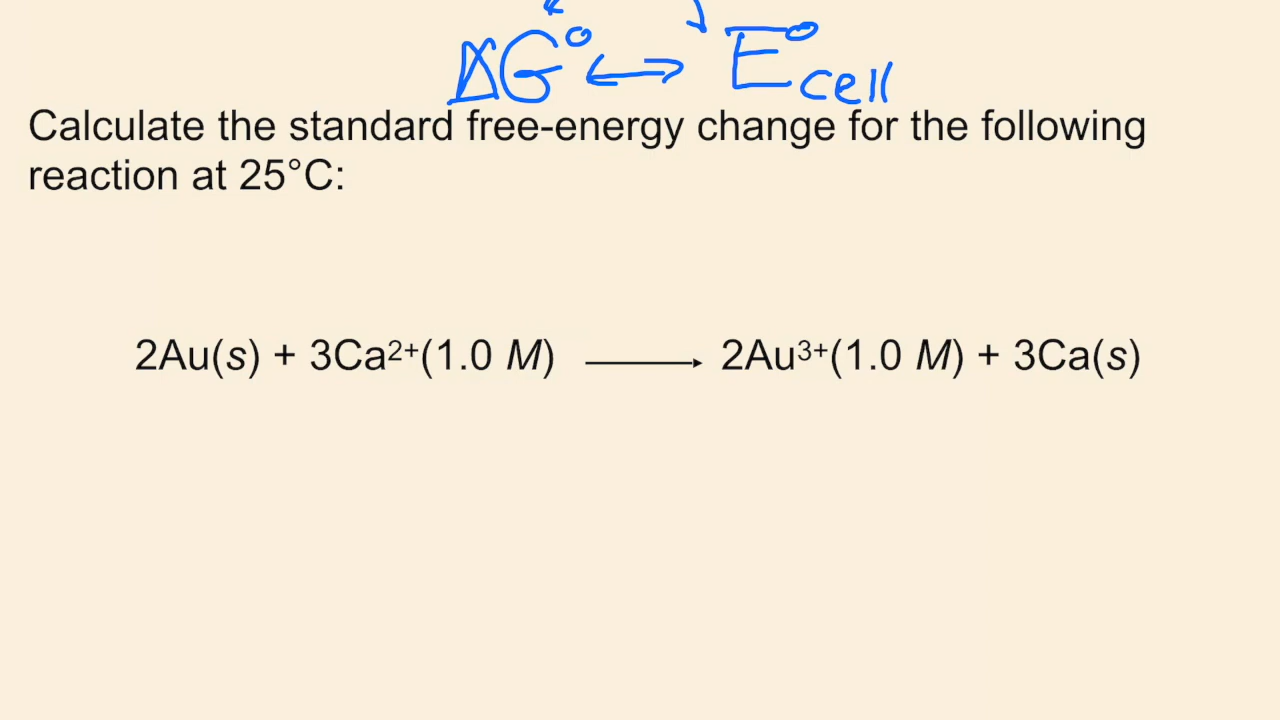 ΔG° ↔ E°cell
Calculate the standard free-energy change for the following
reaction at 25°C:
2Au(s) + 3Ca2+(1.0 M) ⟶ 2Au3+(1.0 M) + 3Ca(s)